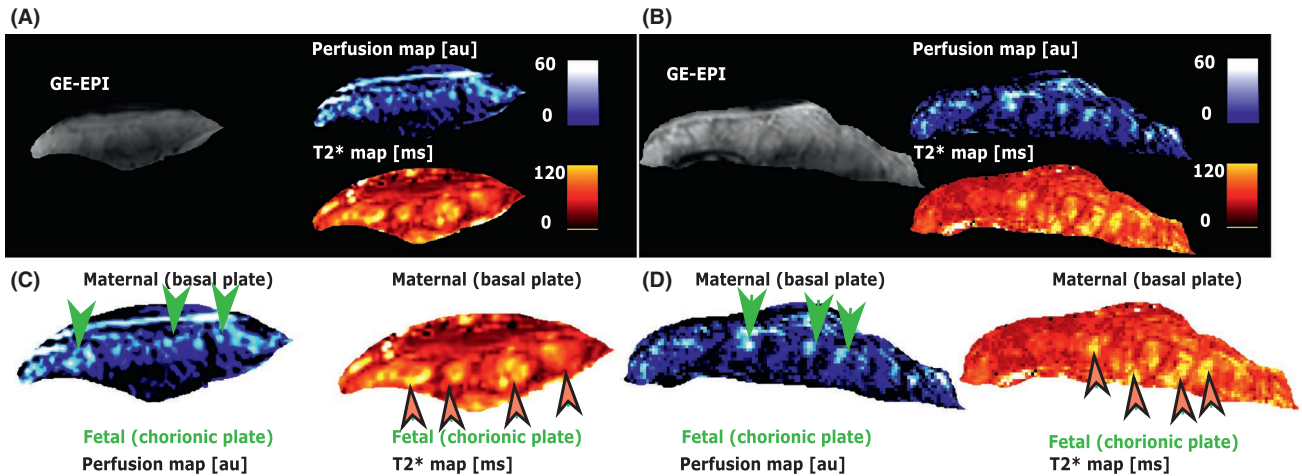 (A)
Perfusion map [au]
GE-EPI
60
0
T2* map [ms]
120
0
(B)
Perfusion map [au]
GE-EPI
60
0
T2* map [ms]
120
0
(C)
Maternal (basal plate)
Maternal (basal plate)
Fetal (chorionic plate)
Fetal (chorionic plate)
Perfusion map [au]
T2* map [ms]
(D)
Maternal (basal plate)
Maternal (basal plate)
Fetal (chorionic plate)
Fetal (chorionic plate)
Perfusion map [au]
T2* map [ms]